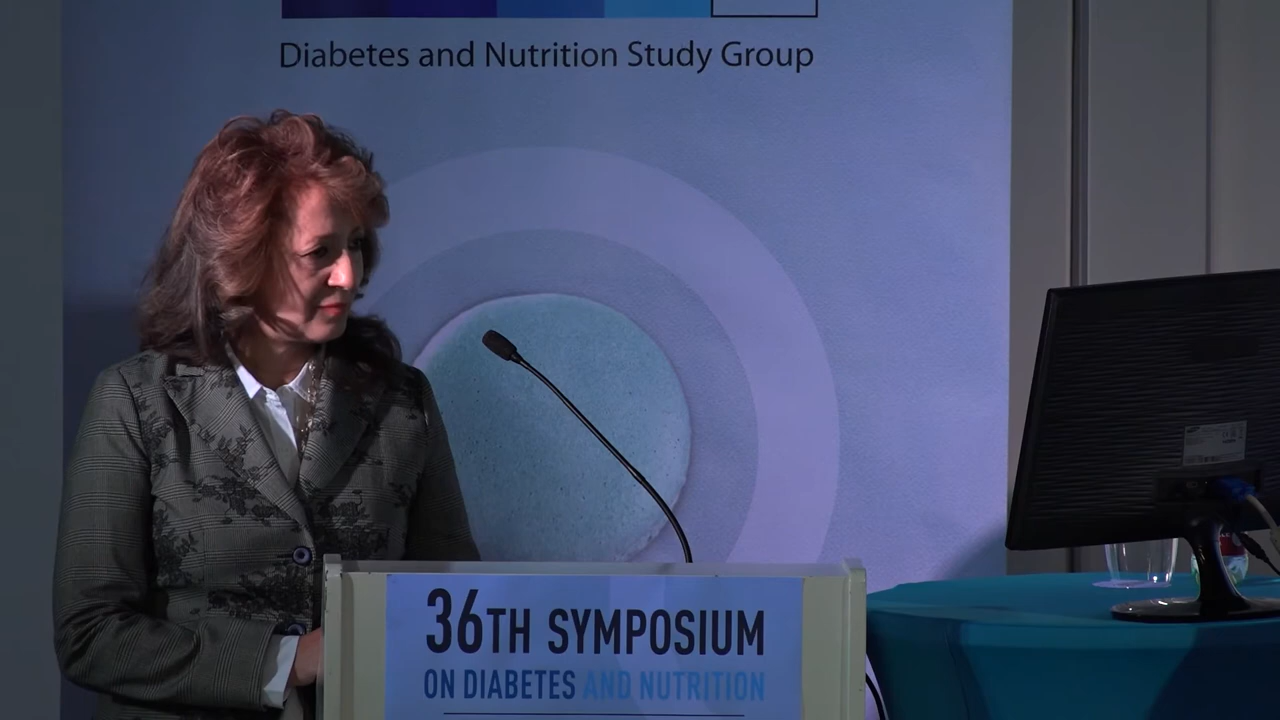 Diabetes and Nutrition Study Group
36TH SYMPOSIUM
ON DIABETES AND NUTRITION